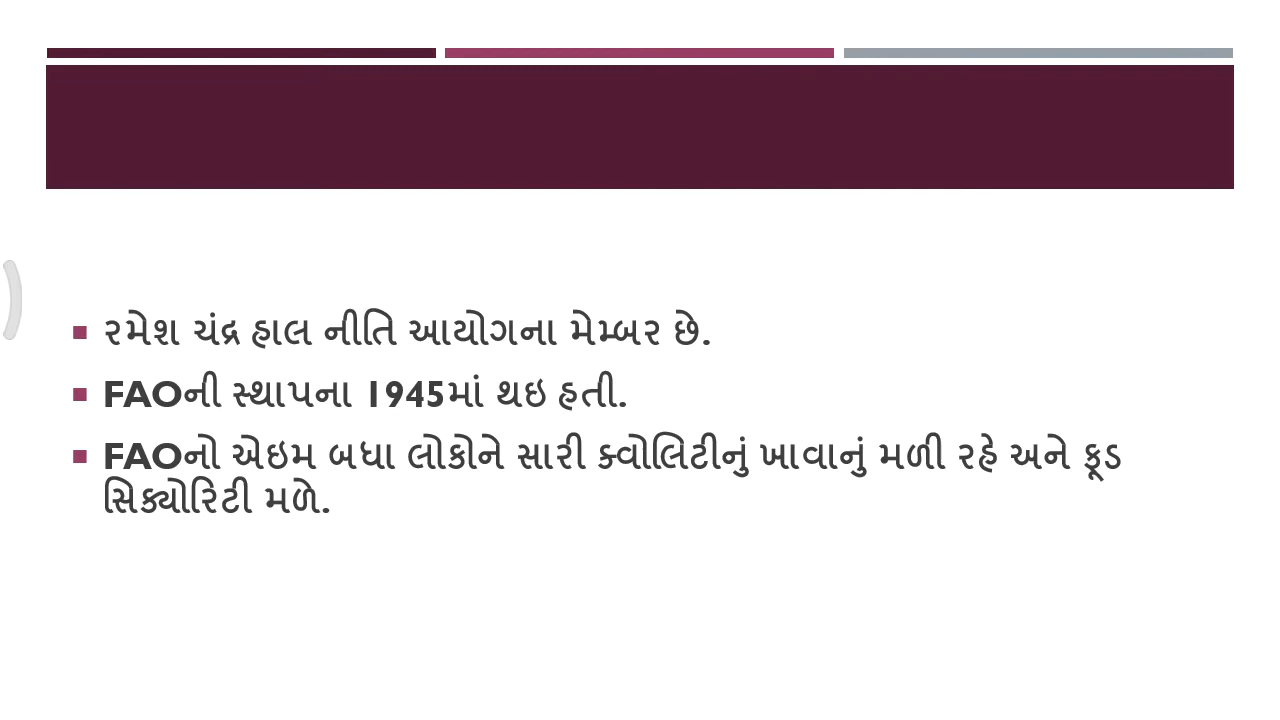 રમેશ ચંદ્ર હાલ નીતિ આયોગના મેમ્બર છે.
FAOની સ્થાપના 1945માં થઇ હતી.
FAOનો એઇમ બધા લોકોને સારી ક્વોલિટીનું ખાવાનું મળી રહે અને ફૂડ
સિક્યોરિટી મળે.